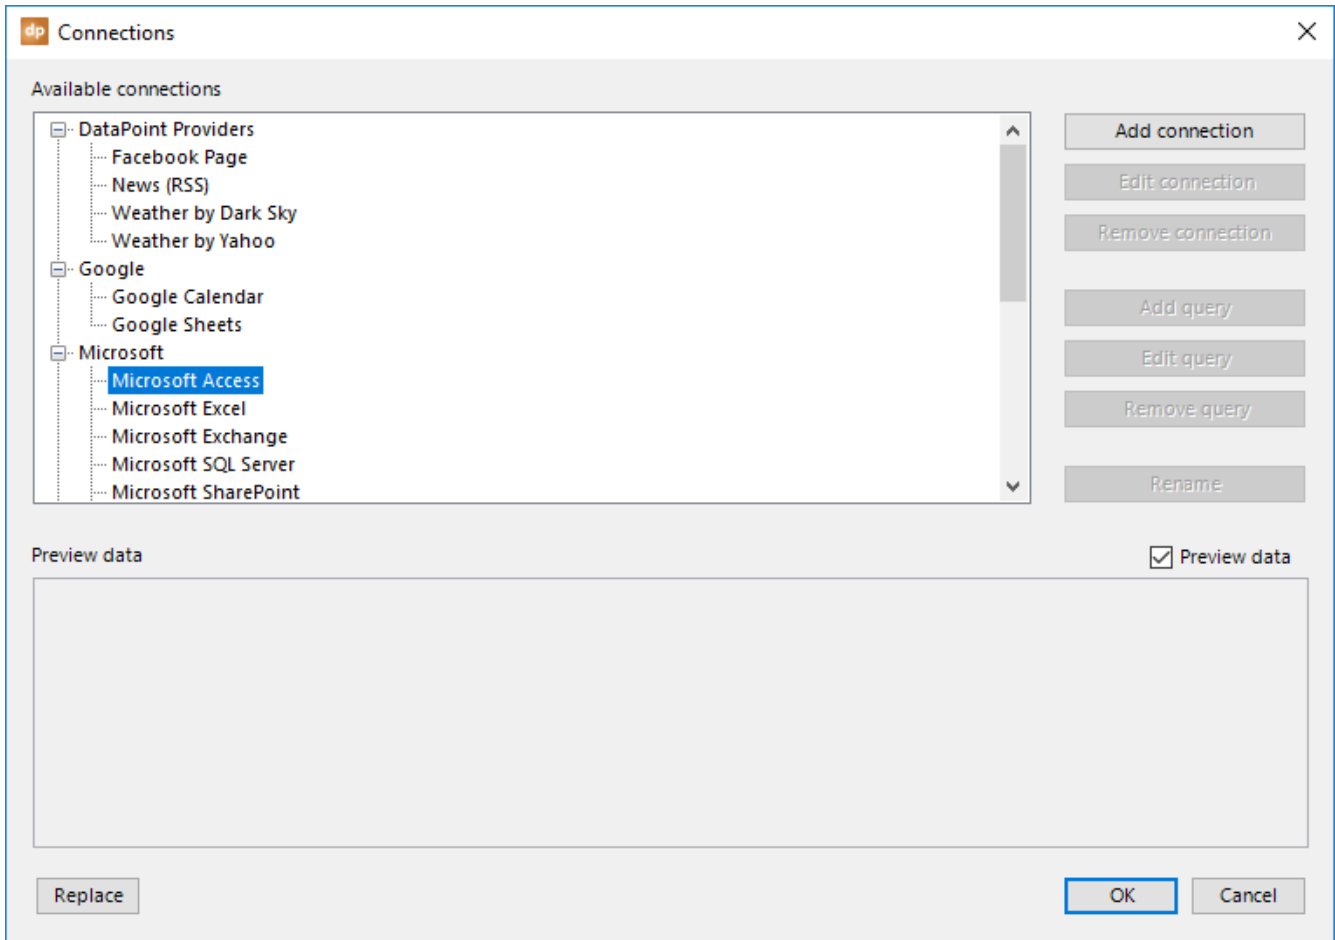 dp Connections
Available connections
DataPoint Providers
Facebook Page
News (RSS)
Weather by Dark Sky
Weather by Yahoo
Google
Google Calendar
Google Sheets
Microsoft
Microsoft Access
Microsoft Excel
Microsoft Exchange
Microsoft SQL Server
Microsoft SharePoint
Add connection
Edit connection
Remove connection
Add query
Edit query
Remove query
Rename
Preview data
Preview data
Replace
OK
Cancel